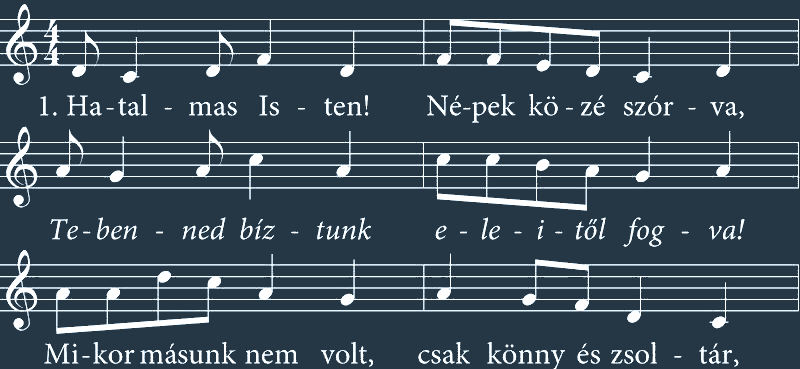 1. Ha-tal - mas Is - ten! Né-pek kö-zé szór - va,
Te-ben - ned bíz - tunk e - le - i - től fog - va!
Mi-kor másunk nem volt, csak könny és zsol - tár,